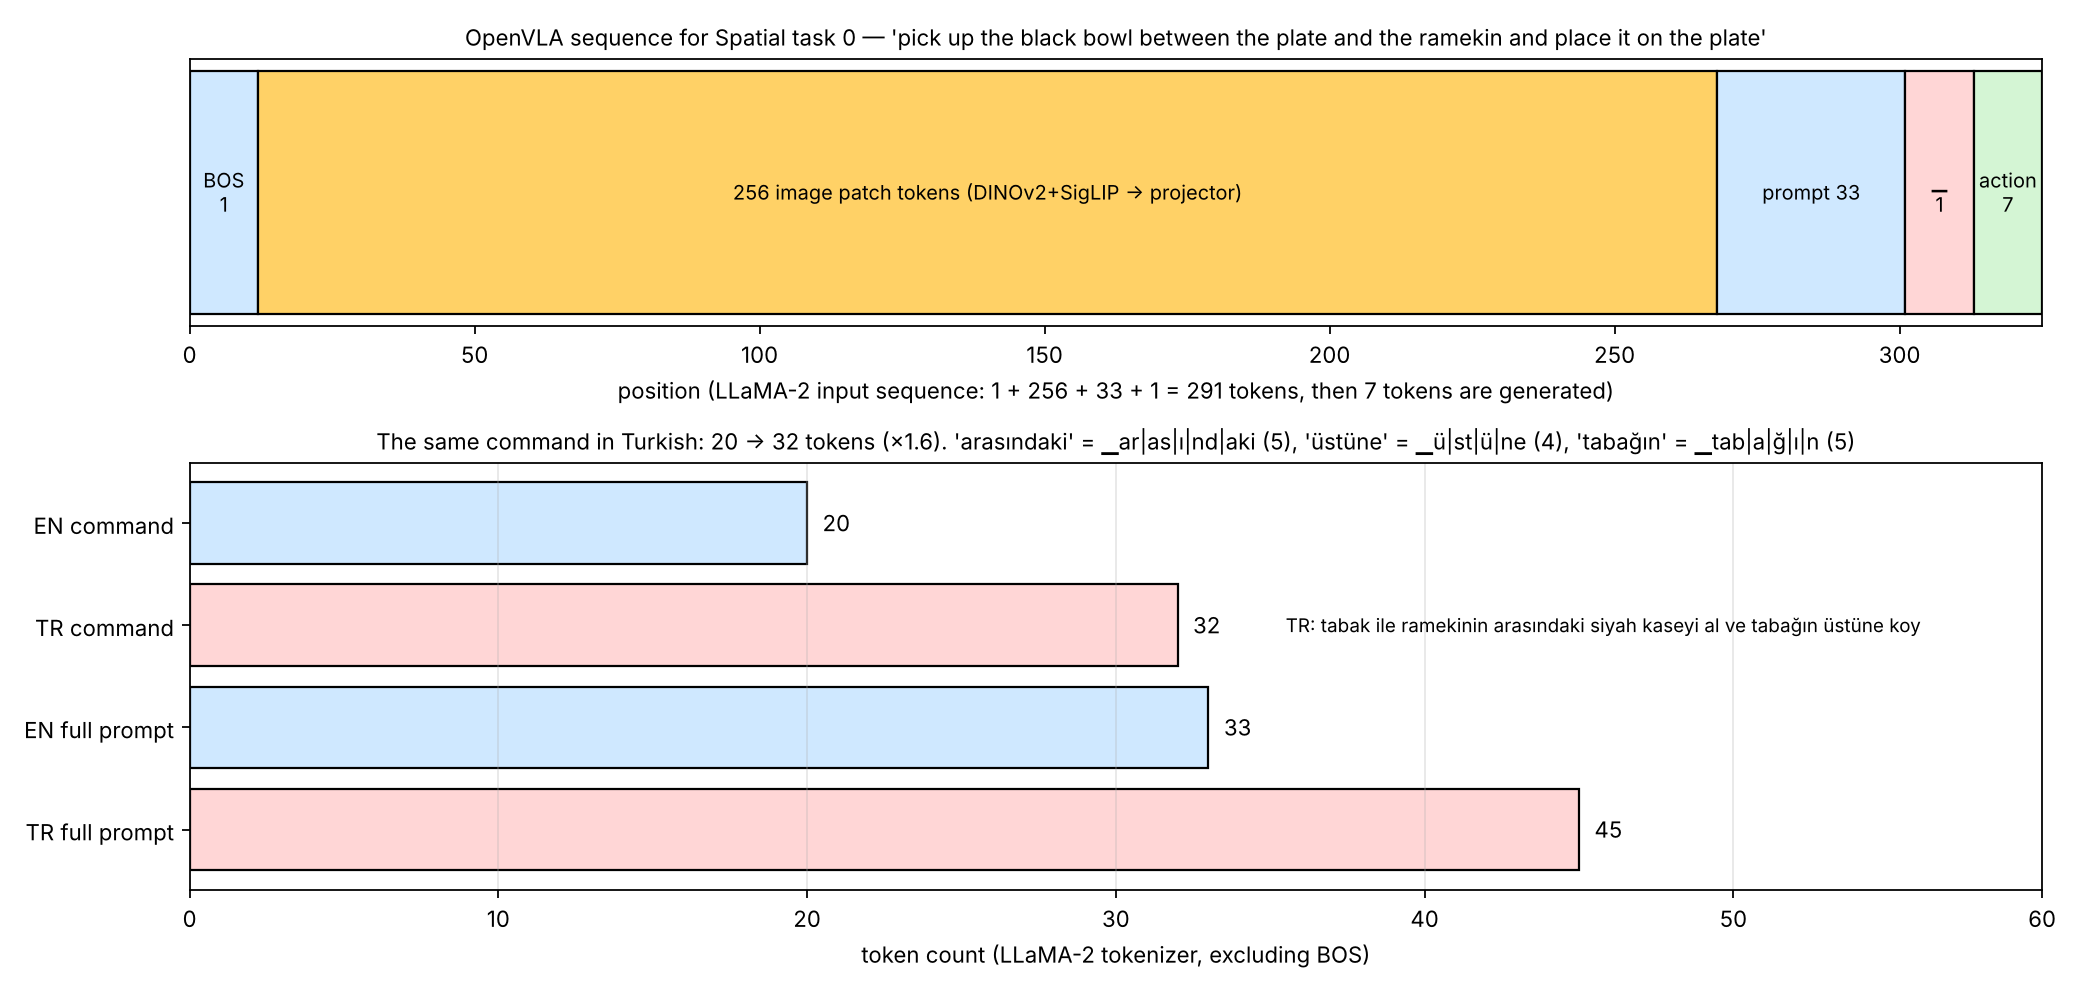 OpenVLA sequence for Spatial task 0 — 'pick up the black bowl between the plate and the ramekin and place it on the plate'
BOS
1
256 image patch tokens (DINOv2+SigLIP → projector)
prompt 33
▁
1
action
7
0 50 100 150 200 250 300
position (LLaMA-2 input sequence: 1 + 256 + 33 + 1 = 291 tokens, then 7 tokens are generated)
The same command in Turkish: 20 → 32 tokens (×1.6). 'arasındaki' = ▁ar|as|ı|nd|aki (5), 'üstüne' = ▁ü|st|ü|ne (4), 'tabağın' = ▁tab|a|ğ|ı|n (5)
EN command 20
TR command 32 TR: tabak ile ramekinin arasındaki siyah kaseyi al ve tabağın üstüne koy
EN full prompt 33
TR full prompt 45
0 10 20 30 40 50 60
token count (LLaMA-2 tokenizer, excluding BOS)